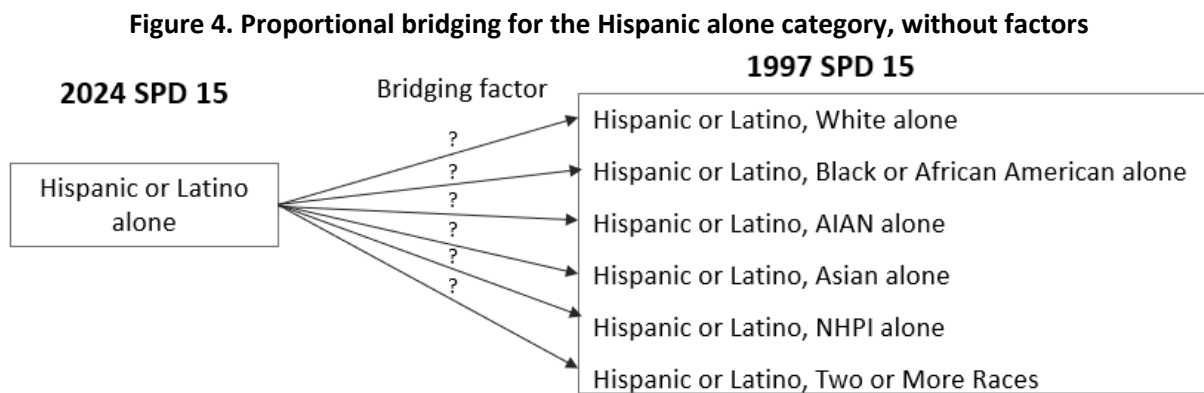 Figure 4. Proportional bridging for the Hispanic alone category, without factors
2024 SPD 15
Bridging factor
1997 SPD 15
Hispanic or Latino
alone
?
?
?
?
?
?
Hispanic or Latino, White alone
Hispanic or Latino, Black or African American alone
Hispanic or Latino, AIAN alone
Hispanic or Latino, Asian alone
Hispanic or Latino, NHPI alone
Hispanic or Latino, Two or More Races